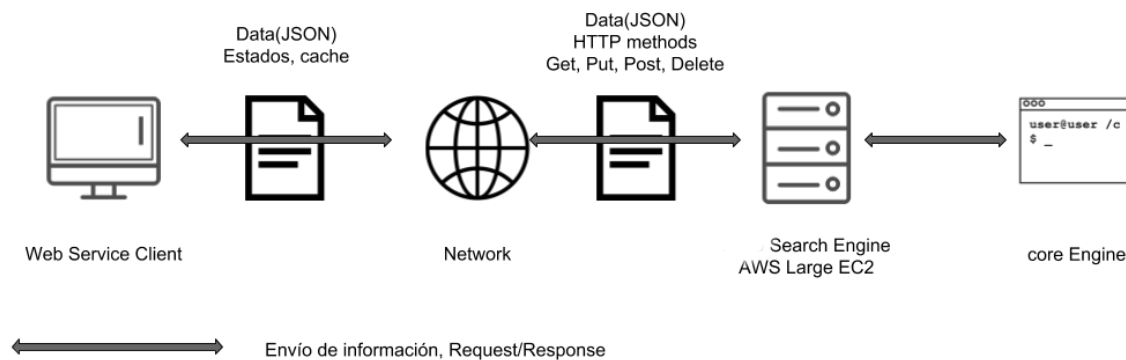 Data(JSON)
Estados, cache
Data(JSON)
HTTP methods
Get, Put, Post, Delete
user@user /c
$ _
Web Service Client
Network
Search Engine
AWS Large EC2
core Engine
Envío de información, Request/Response